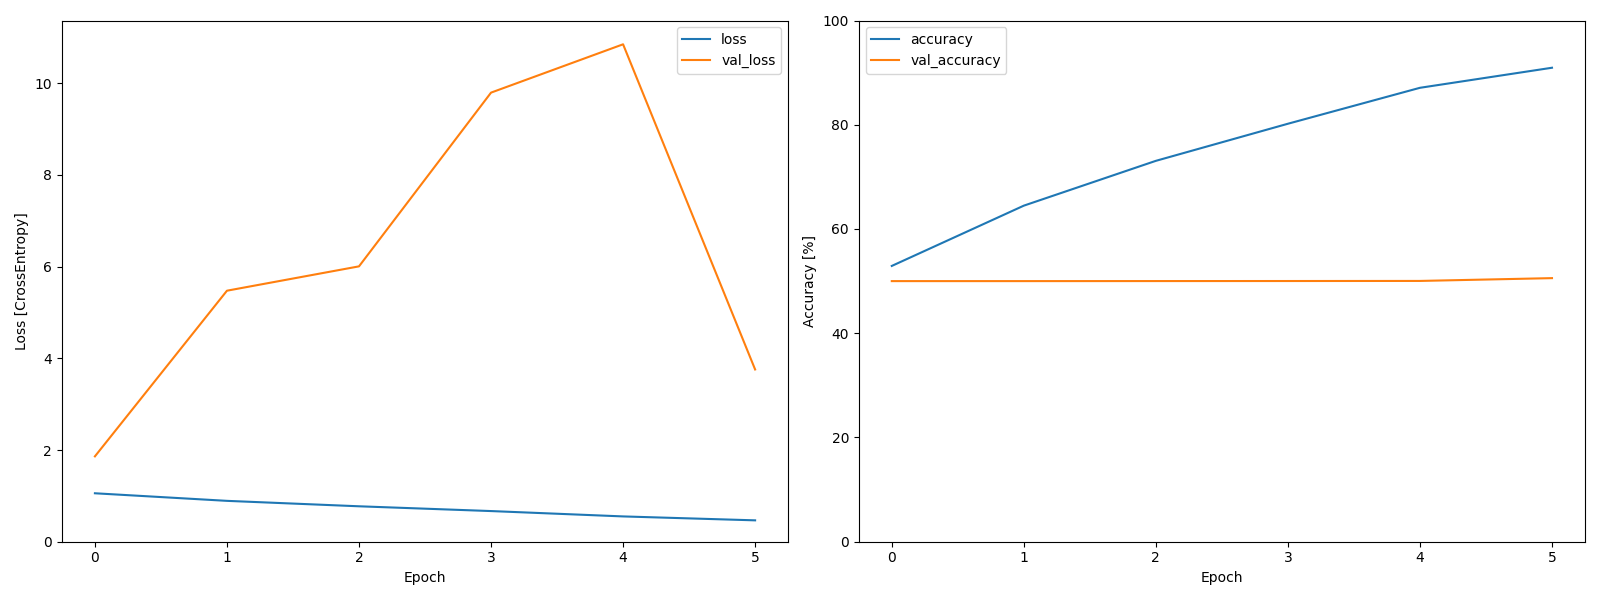 loss
val_loss
10
8
6
4
2
0
Loss [CrossEntropy]
0 1 2 3 4 5
Epoch
accuracy
val_accuracy
100
80
60
40
20
0
Accuracy [%]
0 1 2 3 4 5
Epoch